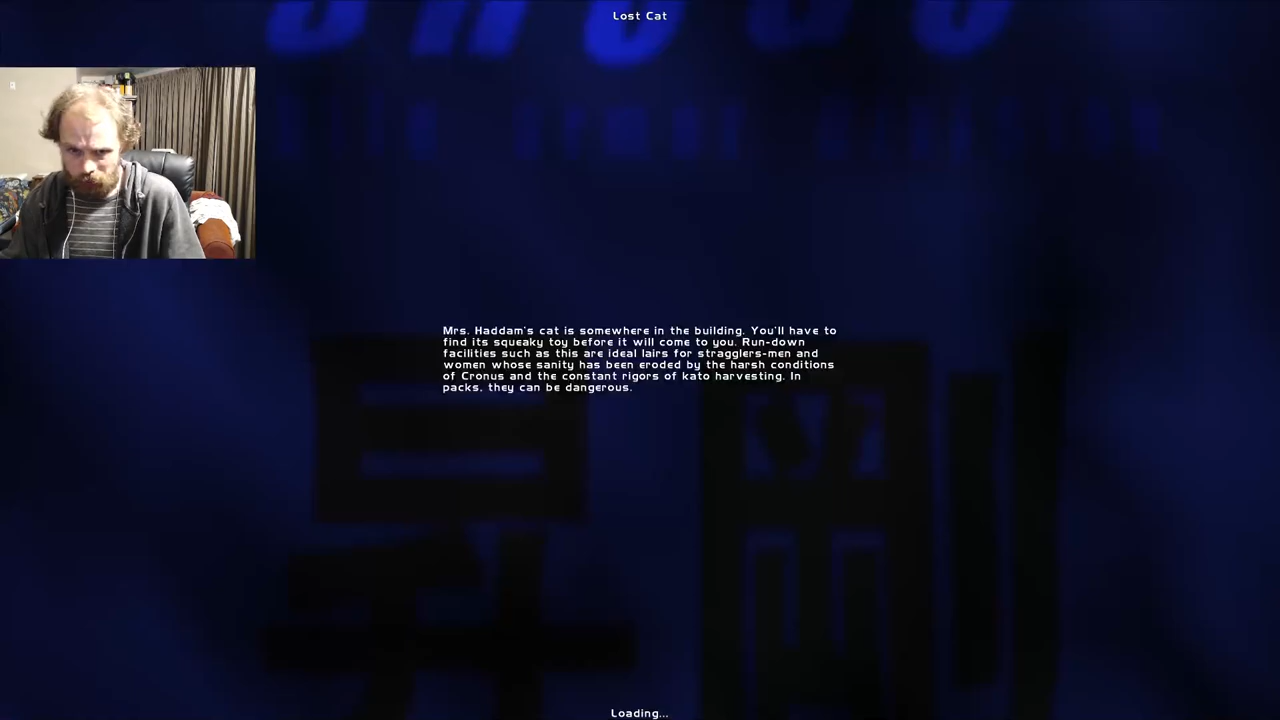 Lost Cat
Mrs. Haddam's cat is somewhere in the building. You'll have to
find its squeaky toy before it will come to you. Run-down
facilities such as this are ideal lairs for stragglers-men and
women whose sanity has been eroded by the harsh conditions
of Cronus and the constant rigors of kato harvesting. In
packs, they can be dangerous.
Loading...